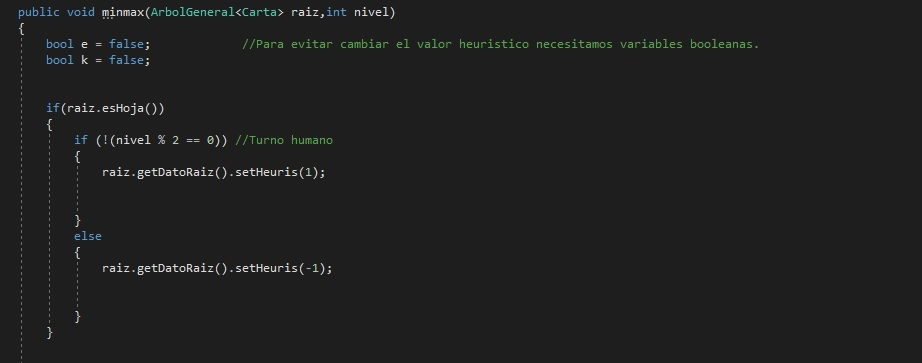 public void minmax(ArbolGeneral<Carta> raiz,int nivel)
{
bool e = false; //Para evitar cambiar el valor heuristico necesitamos variables booleanas.
bool k = false;
if(raiz.esHoja())
{
if (!(nivel % 2 == 0)) //Turno humano
{
raiz.getDatoRaiz().setHeuris(1);
}
else
{
raiz.getDatoRaiz().setHeuris(-1);
}
}